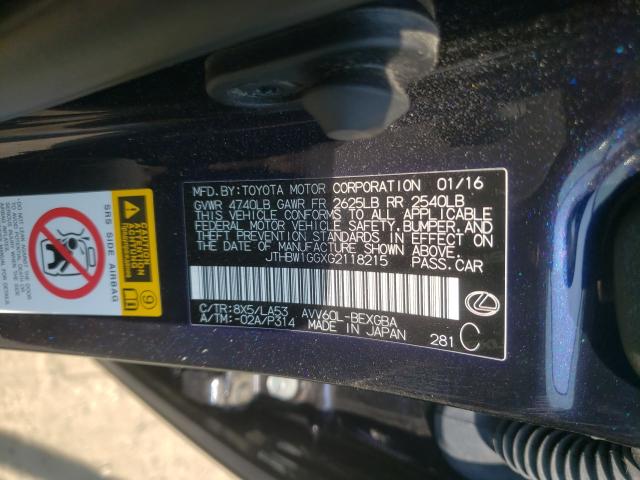 MFD.BY:TOYOTA MOTOR CORPORATION 01/16
GVWR 4740LB GAWR FR 2625LB RR 2540LB
THIS VEHICLE CONFORMS TO ALL APPLICABLE
FEDERAL MOTOR VEHICLE SAFETY, BUMPER, AND
THEFT PREVENTION STANDARDS IN EFFECT ON
THE DATE OF MANUFACTURE SHOWN ABOVE.
JTHBW1GGXG2118215 PASS.CAR
C/TR:8X5/LA53 AVV60L-BEXGBA
A/TM:-02A/P314 MADE IN JAPAN
281 C
SRS SIDE AIRBAG
9